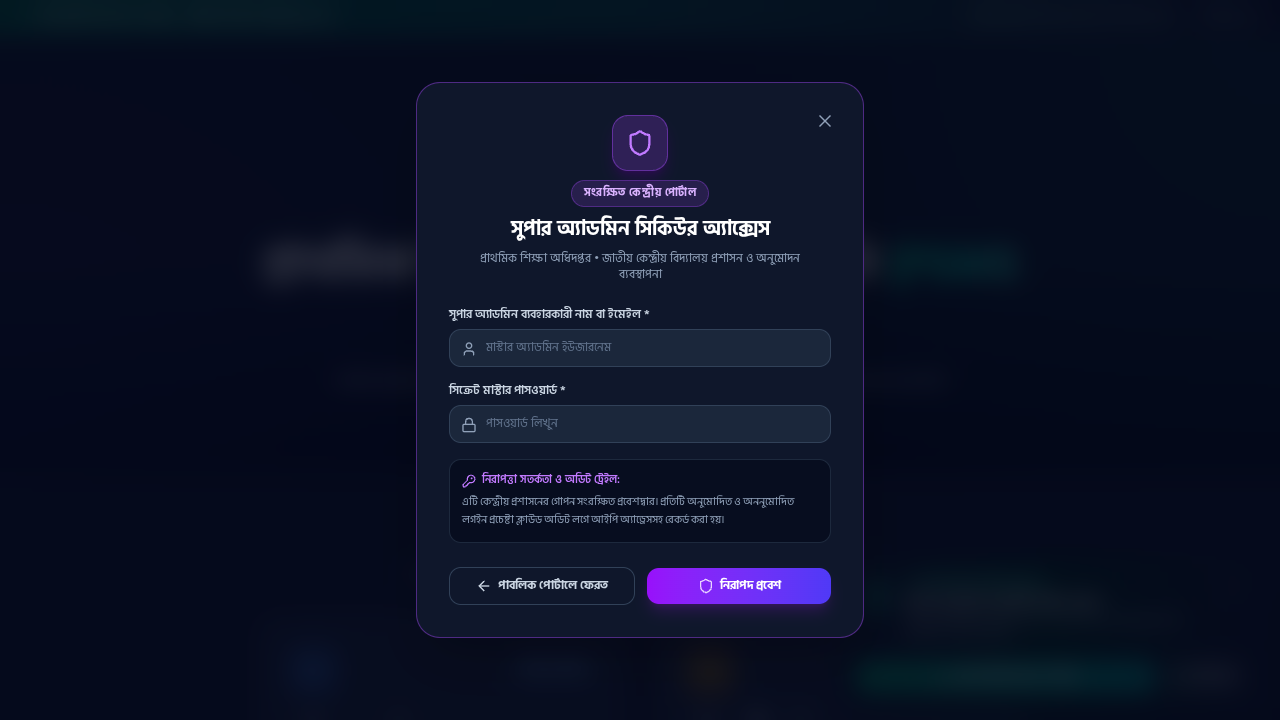 সংরক্ষিত কেন্দ্রীয় পোর্টাল
সুপার অ্যাডমিন সিকিউর অ্যাক্সেস
প্রাথমিক শিক্ষা অধিদপ্তর • জাতীয় কেন্দ্রীয় বিদ্যালয় প্রশাসন ও অনুমোদন
ব্যবস্থাপনা
সুপার অ্যাডমিন ব্যবহারকারী নাম বা ইমেইল *
মাস্টার অ্যাডমিন ইউজারনেম
সিক্রেট মাস্টার পাসওয়ার্ড *
পাসওয়ার্ড লিখুন
নিরাপত্তা সতর্কতা ও অডিট ট্রেইল:
এটি কেন্দ্রীয় প্রশাসনের গোপন সংরক্ষিত প্রবেশদ্বার। প্রতিটি অনুমোদিত ও অননুমোদিত
লগইন প্রচেষ্টা ক্লাউড অডিট লগে আইপি অ্যাড্রেসসহ রেকর্ড করা হয়।
পাবলিক পোর্টালে ফেরত
নিরাপদ প্রবেশ